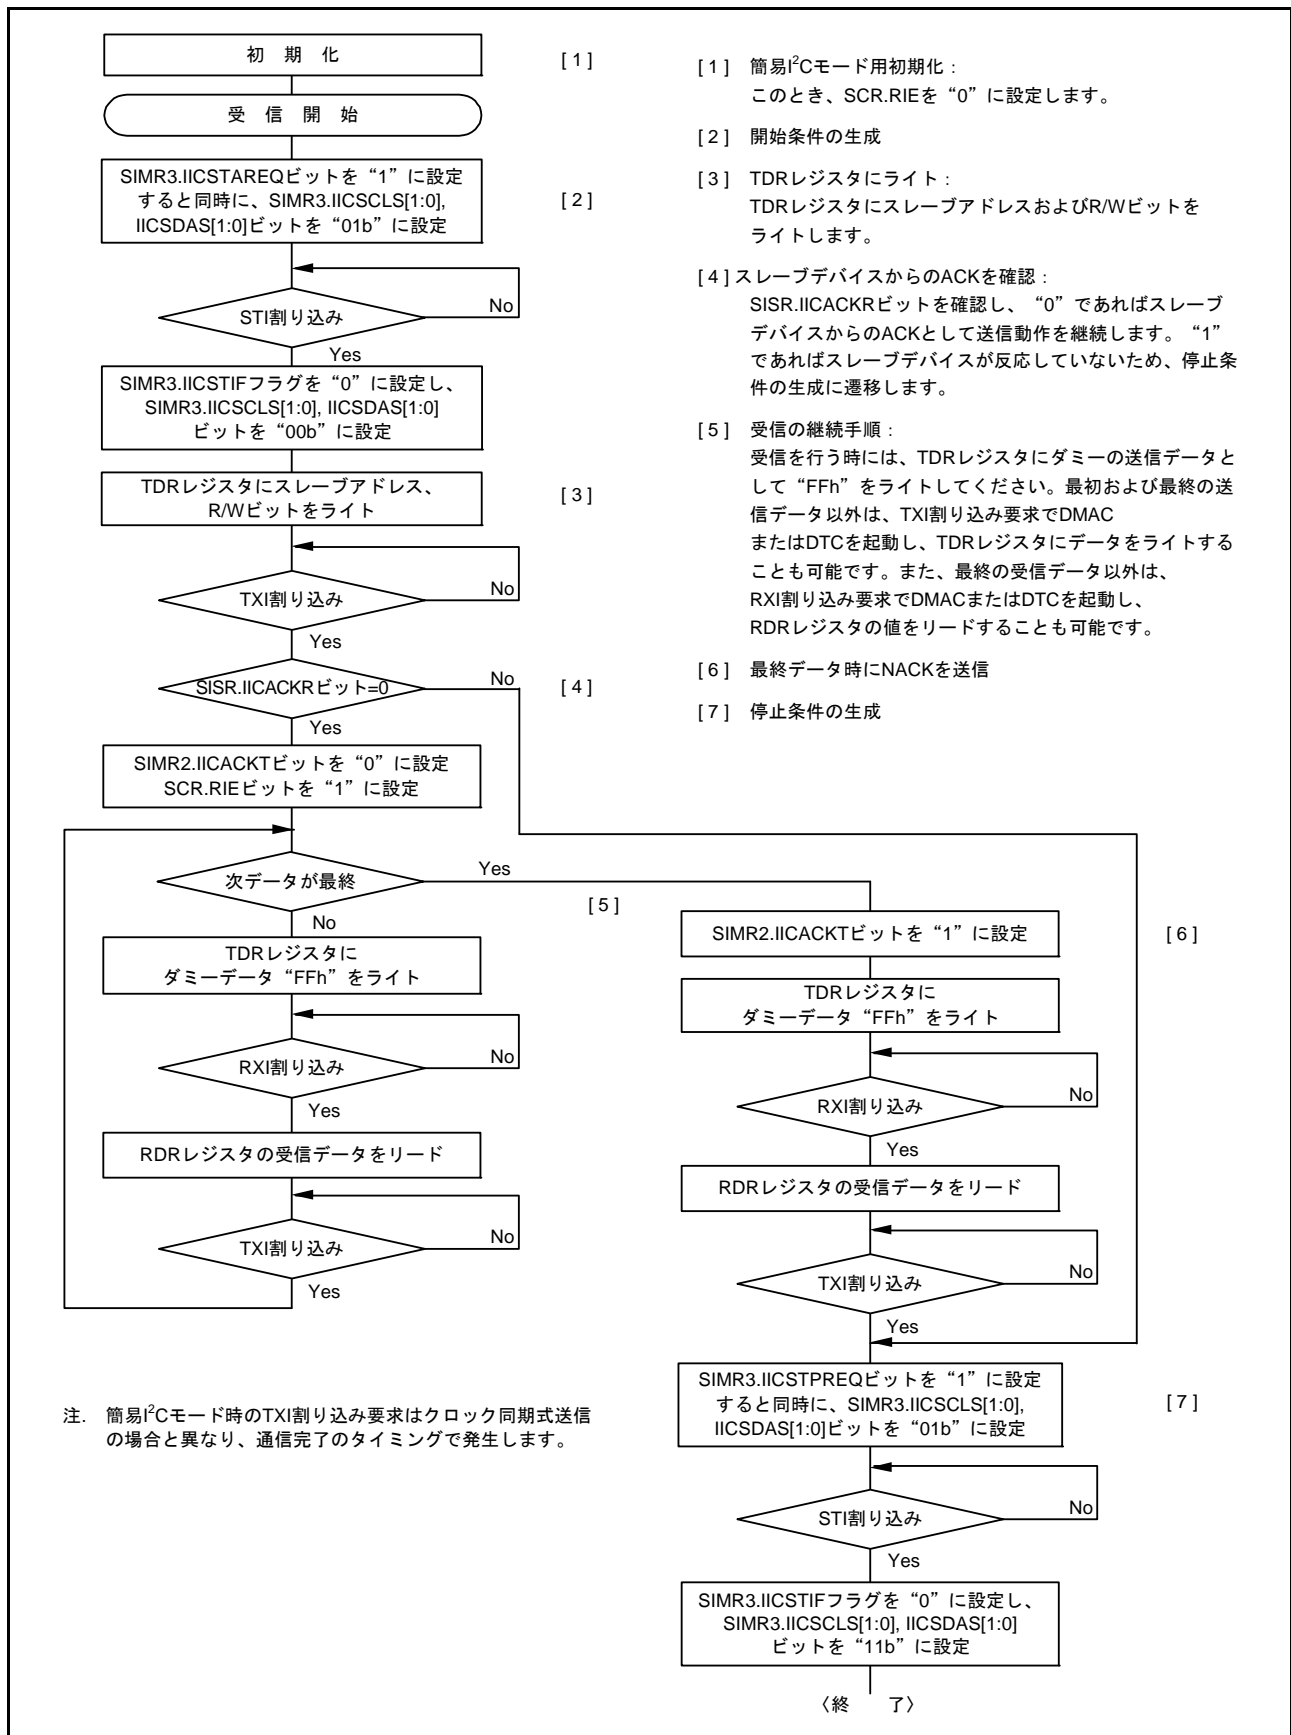 初 期 化
[ 1 ]
受 信 開 始
SIMR3.IICSTAREQビットを“1”に設定
すると同時に、SIMR3.IICSCLS[1:0],
IICSDAS[1:0]ビットを“01b”に設定
[ 2 ]
STI割り込み
No
Yes
SIMR3.IICSTIFフラグを“0”に設定し、
SIMR3.IICSCLS[1:0], IICSDAS[1:0]
ビットを“00b”に設定
TDRレジスタにスレーブアドレス、
R/Wビットをライト
[ 3 ]
TXI割り込み
No
Yes
SISR.IICACKRビット=0
No
[ 4 ]
Yes
SIMR2.IICACKTビットを“0”に設定
SCR.RIEビットを“1”に設定
次データが最終
Yes
[ 5 ]
No
TDRレジスタに
ダミーデータ“FFh”をライト
RXI割り込み
No
Yes
RDRレジスタの受信データをリード
TXI割り込み
No
Yes
[ 1 ] 簡易I²Cモード用初期化：
このとき、SCR.RIEを“0”に設定します。
[ 2 ] 開始条件の生成
[ 3 ] TDRレジスタにライト：
TDRレジスタにスレーブアドレスおよびR/Wビットを
ライトします。
[ 4 ] スレーブデバイスからのACKを確認：
SISR.IICACKRビットを確認し、“0”であればスレーブ
デバイスからのACKとして送信動作を継続します。“1”
であればスレーブデバイスが反応していないため、停止条
件の生成に遷移します。
[ 5 ] 受信の継続手順：
受信を行う時には、TDRレジスタにダミーの送信データと
して“FFh”をライトしてください。最初および最終の送
信データ以外は、TXI割り込み要求でDMAC
またはDTCを起動し、TDRレジスタにデータをライトする
ことも可能です。また、最終の受信データ以外は、
RXI割り込み要求でDMACまたはDTCを起動し、
RDRレジスタの値をリードすることも可能です。
[ 6 ] 最終データ時にNACKを送信
[ 7 ] 停止条件の生成
SIMR2.IICACKTビットを“1”に設定
[ 6 ]
TDRレジスタに
ダミーデータ“FFh”をライト
RXI割り込み
No
Yes
RDRレジスタの受信データをリード
TXI割り込み
No
Yes
SIMR3.IICSTPREQビットを“1”に設定
すると同時に、SIMR3.IICSCLS[1:0],
IICSDAS[1:0]ビットを“01b”に設定
[ 7 ]
STI割り込み
No
Yes
SIMR3.IICSTIFフラグを“0”に設定し、
SIMR3.IICSCLS[1:0], IICSDAS[1:0]
ビットを“11b”に設定
〈終 了〉
注. 簡易I²Cモード時のTXI割り込み要求はクロック同期式送信
の場合と異なり、通信完了のタイミングで発生します。